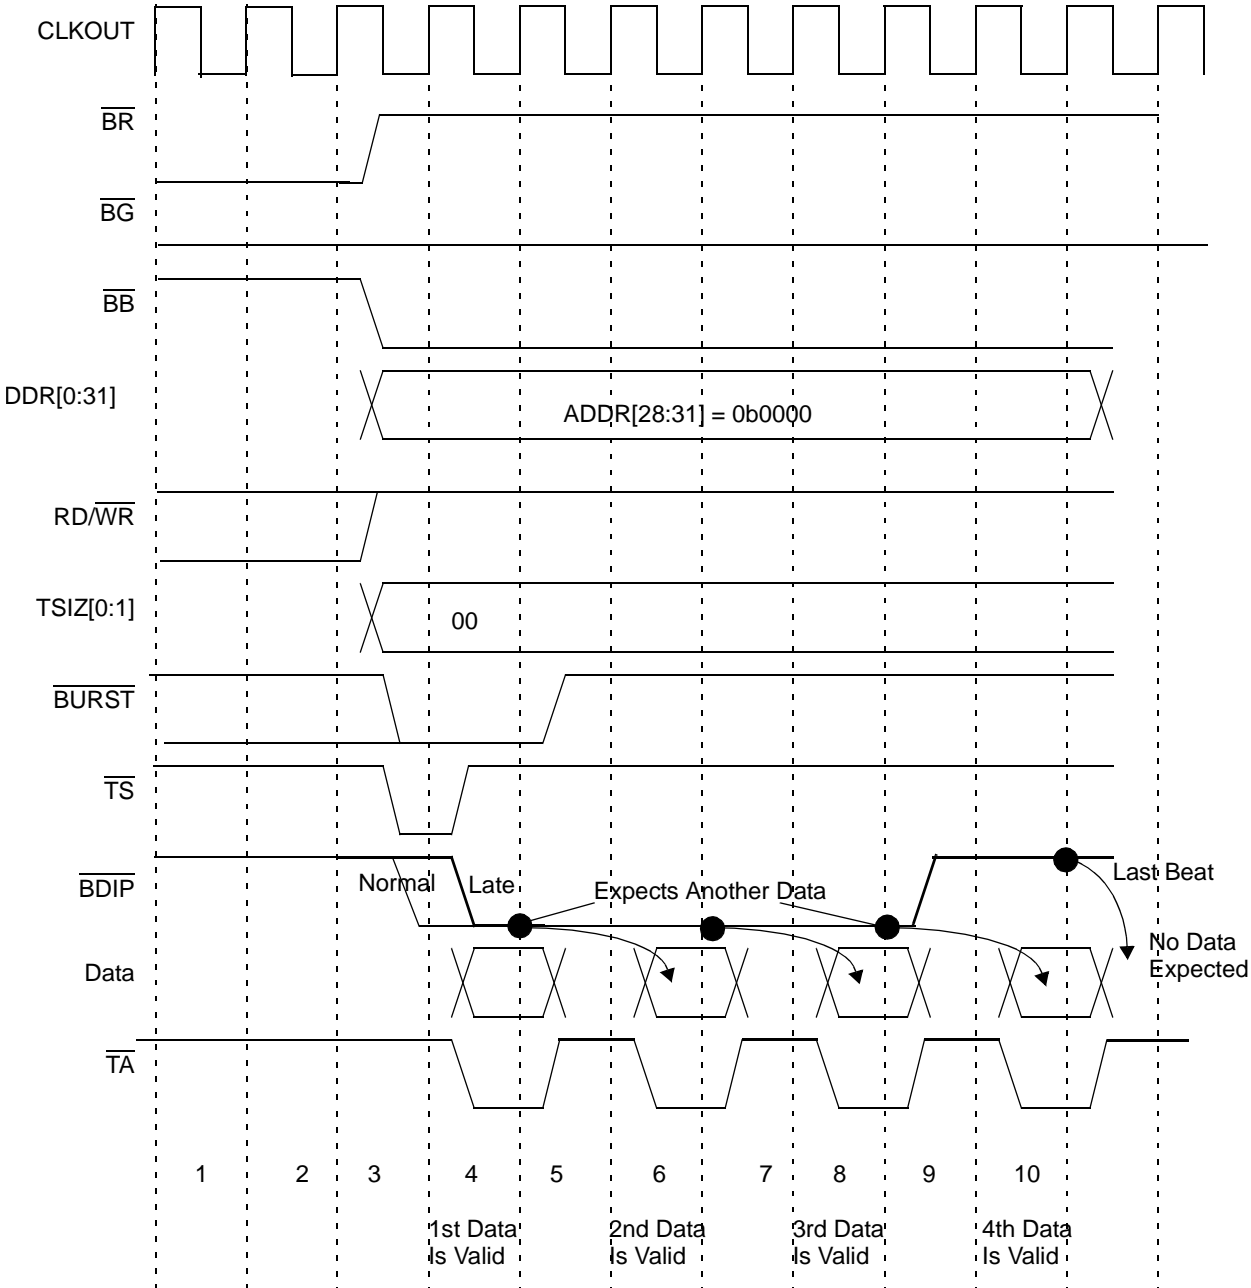 CLKOUT
BR
BG
BB
DDR[0:31]
ADDR[28:31] = 0b0000
RD/WR
TSIZ[0:1]
00
BURST
TS
BDIP
Normal
Late
Expects Another Data
Last Beat
No Data
Expected
Data
TA
1 2 3 4 5 6 7 8 9 10
1st Data
Is Valid
2nd Data
Is Valid
3rd Data
Is Valid
4th Data
Is Valid